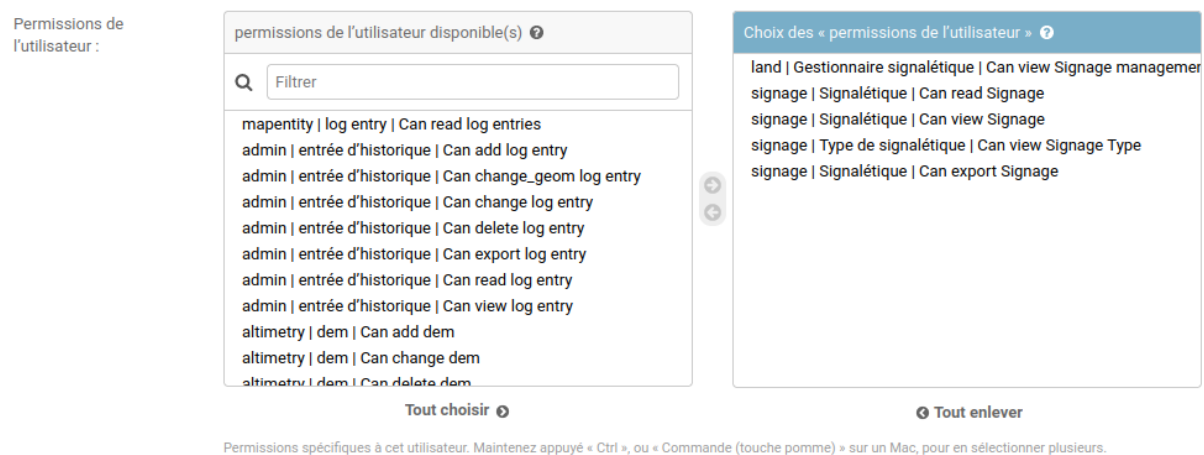 Permissions de
l'utilisateur :
permissions de l'utilisateur disponible(s)
Filtrer
mapentity | log entry | Can read log entries
admin | entrée d'historique | Can add log entry
admin | entrée d'historique | Can change_geom log entry
admin | entrée d'historique | Can change log entry
admin | entrée d'historique | Can delete log entry
admin | entrée d'historique | Can export log entry
admin | entrée d'historique | Can read log entry
admin | entrée d'historique | Can view log entry
altimetry | dem | Can add dem
altimetry | dem | Can change dem
altimetry | dem | Can delete dem
Tout choisir
Choix des « permissions de l'utilisateur »
land | Gestionnaire signalétique | Can view Signage managemen
signage | Signalétique | Can read Signage
signage | Signalétique | Can view Signage
signage | Type de signalétique | Can view Signage Type
signage | Signalétique | Can export Signage
Tout enlever
Permissions spécifiques à cet utilisateur. Maintenez appuyé « Ctrl », ou « Commande (touche pomme) » sur un Mac, pour en sélectionner plusieurs.